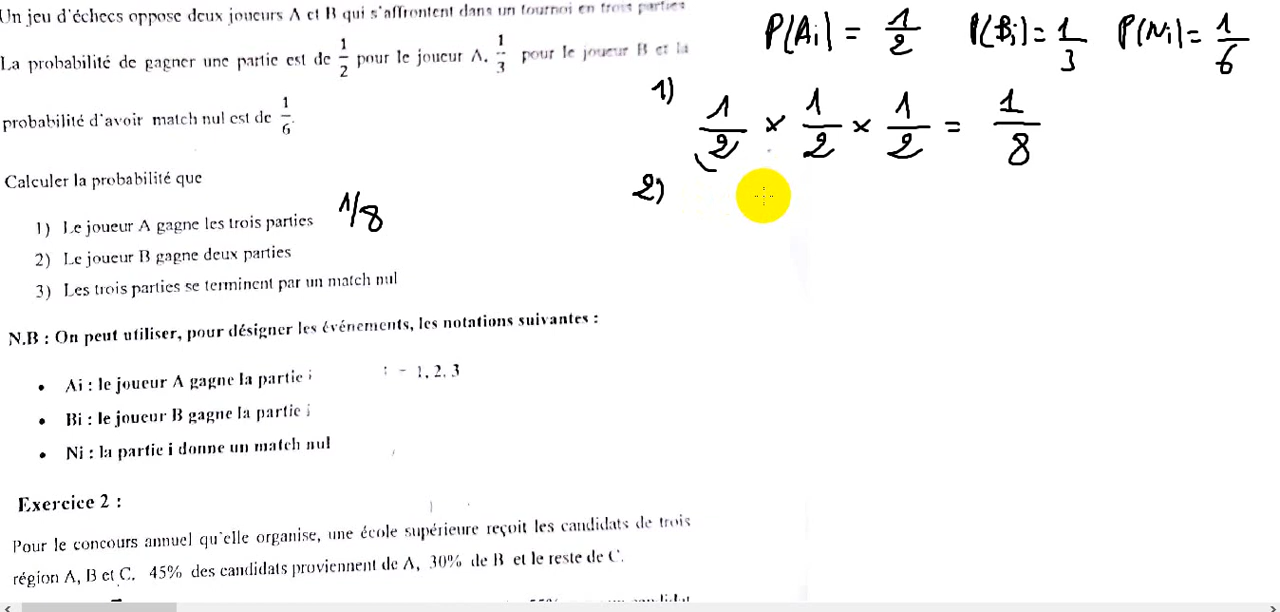 Un jeu d'échecs oppose deux joueurs A et B qui s'affrontent dans un tournoi en trois parties
La probabilité de gagner une partie est de 1/2 pour le joueur A, 1/3 pour le joueur B et la
probabilité d'avoir match nul est de 1/6.
Calculer la probabilité que
1) Le joueur A gagne les trois parties 1/8
2) Le joueur B gagne deux parties
3) Les trois parties se terminent par un match nul
N.B : On peut utiliser, pour désigner les événements, les notations suivantes :
• Ai : le joueur A gagne la partie i : - 1, 2, 3
• Bi : le joueur B gagne la partie i
• Ni : la partie i donne un match nul
Exercice 2 :
Pour le concours annuel qu'elle organise, une école supérieure reçoit les candidats de trois
région A, B et C. 45% des candidats proviennent de A, 30% de B et le reste de C.
P(Ai) = 1/2 P(Bi) = 1/3 P(Ni) = 1/6
1) 1/2 × 1/2 × 1/2 = 1/8
2)